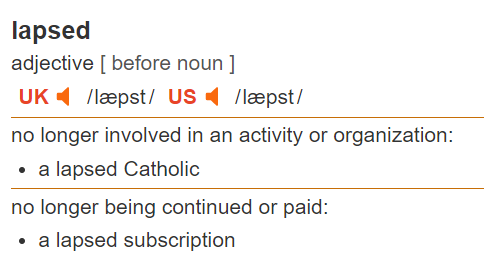 lapsed
adjective [ before noun ]
UK /læpst/ US /læpst/
no longer involved in an activity or organization:
• a lapsed Catholic
no longer being continued or paid:
• a lapsed subscription